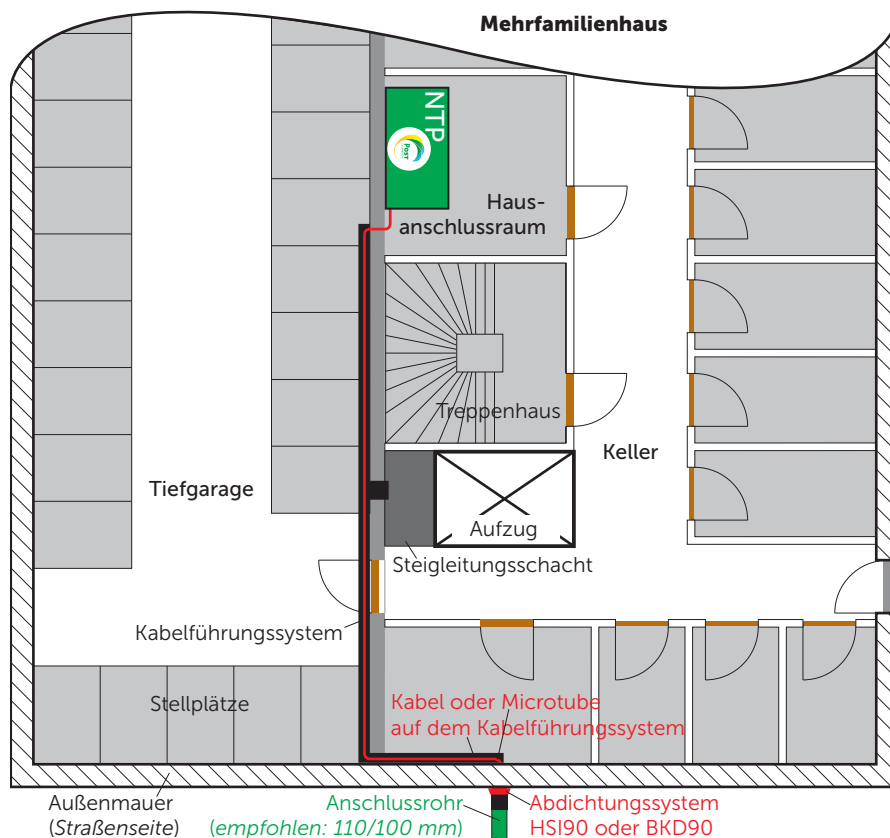 Mehrfamilienhaus
NTP
POST
Haus-
anschlussraum
Treppenhaus
Keller
Tiefgarage
Aufzug
Steigleitungsschacht
Kabelführungssystem
Stellplätze
Kabel oder Microtube
auf dem Kabelführungssystem
Außenmauer
(Straßenseite)
Anschlussrohr
(empfohlen: 110/100 mm)
Abdichtungssystem
HSI90 oder BKD90